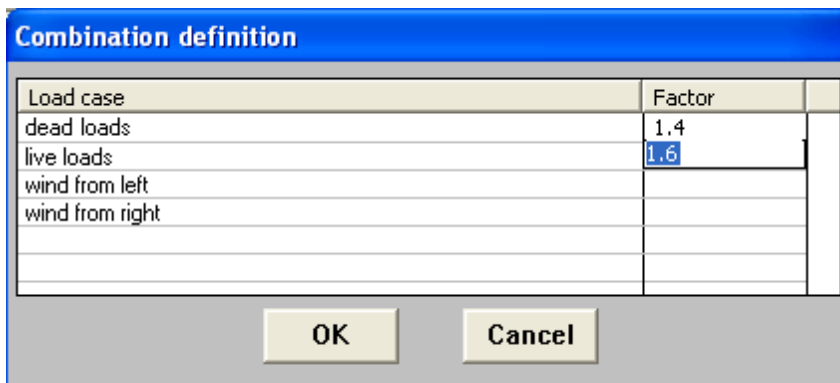 Combination definition
Load case Factor
dead loads 1.4
live loads 1.6
wind from left
wind from right
OK Cancel